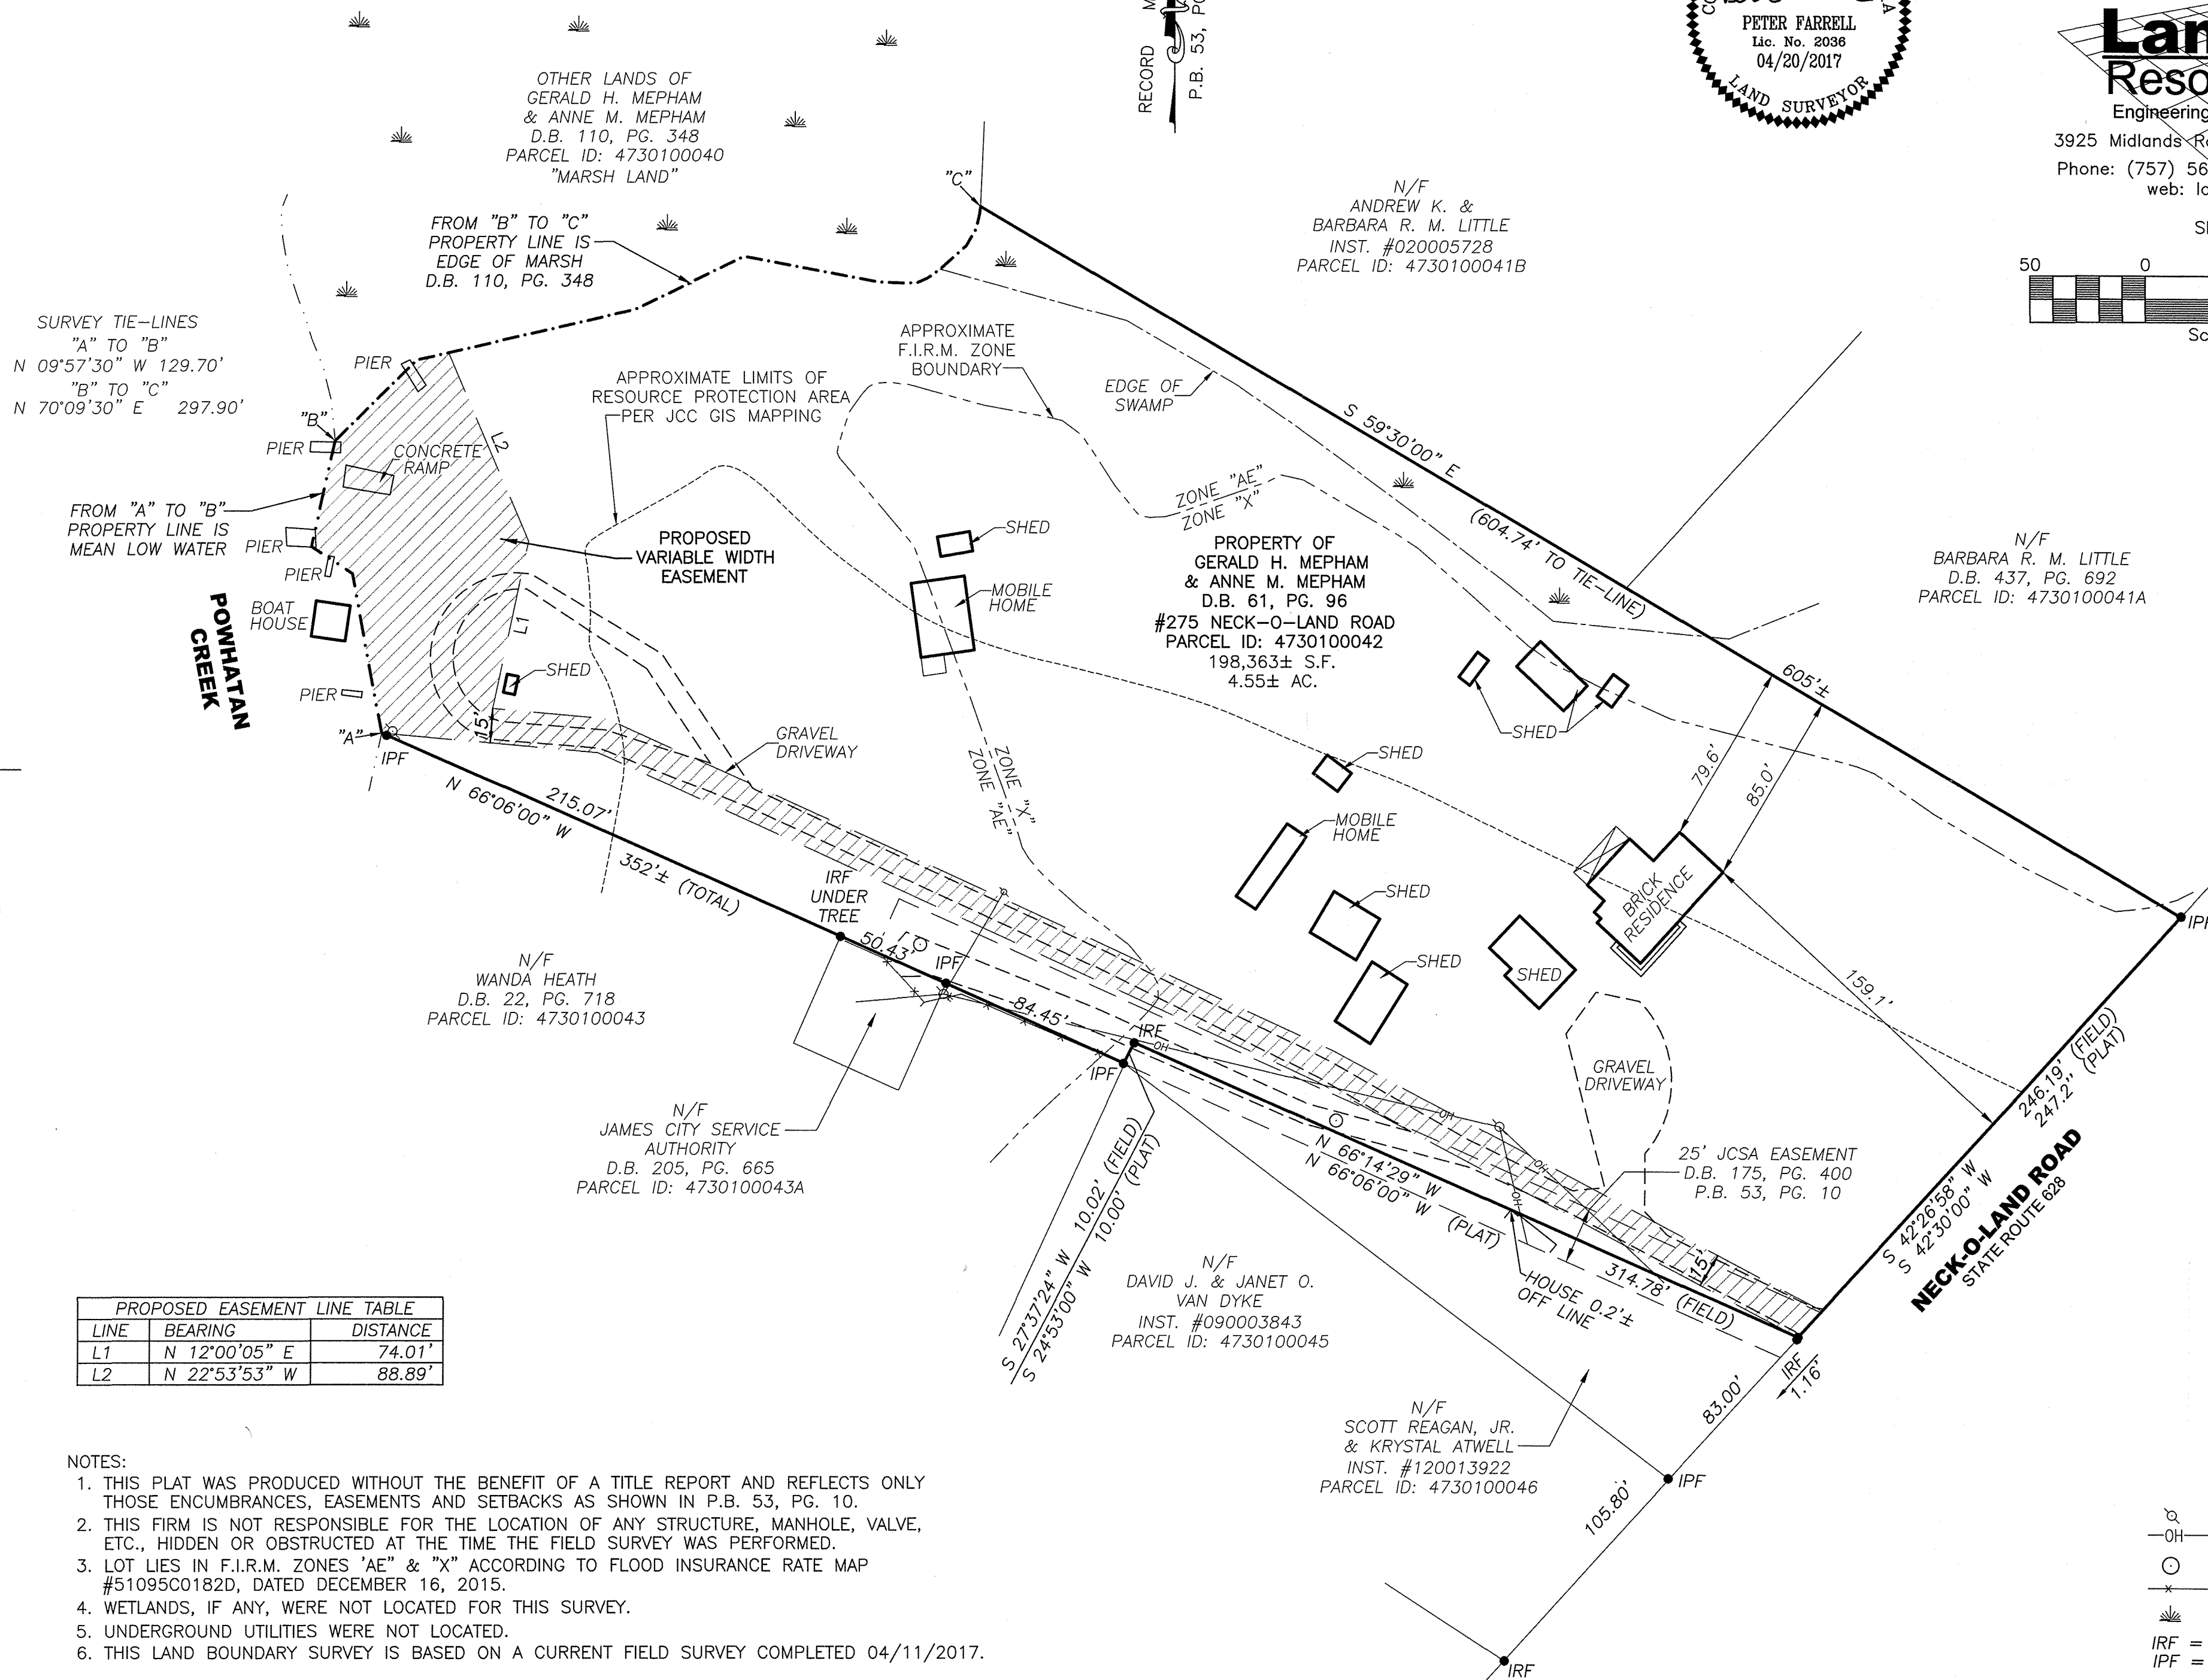 OTHER LANDS OF
GERALD H. MEPHAM
& ANNE M. MEPHAM
D.B. 110, PG. 348
PARCEL ID: 4730100040
"MARSH LAND"
RECORD
P.B. 53,
PETER FARRELL
Lic. No. 2036
04/20/2017
LAND SURVEYOR
Engineering
3925 Midlands
Phone: (757) 56
web:
50 0
FROM "B" TO "C"
PROPERTY LINE IS
EDGE OF MARSH
D.B. 110, PG. 348
"C"
N/F
ANDREW K. &
BARBARA R. M. LITTLE
INST. #020005728
PARCEL ID: 4730100041B
SURVEY TIE-LINES
"A" TO "B"
N 09°57'30" W 129.70'
"B" TO "C"
N 70°09'30" E 297.90'
PIER
"B"
PIER
CONCRETE
RAMP
L2
APPROXIMATE LIMITS OF
RESOURCE PROTECTION AREA
PER JCC GIS MAPPING
APPROXIMATE
F.I.R.M. ZONE
BOUNDARY
EDGE OF
SWAMP
S 59°30'00" E
(604.74' TO TIE-LINE)
605'±
ZONE "AE"
ZONE "X"
FROM "A" TO "B"
PROPERTY LINE IS
MEAN LOW WATER
PIER
PIER
BOAT
HOUSE
PIER
POWHATAN
CREEK
"A"
IPF
PROPOSED
VARIABLE WIDTH
EASEMENT
L1
SHED
15'
SHED
MOBILE
HOME
PROPERTY OF
GERALD H. MEPHAM
& ANNE M. MEPHAM
D.B. 61, PG. 96
#275 NECK-O-LAND ROAD
PARCEL ID: 4730100042
198,363± S.F.
4.55± AC.
N/F
BARBARA R. M. LITTLE
D.B. 437, PG. 692
PARCEL ID: 4730100041A
SHED
79.6'
85.0'
GRAVEL
DRIVEWAY
ZONE "X"
ZONE "AE"
SHED
MOBILE
HOME
SHED
SHED
SHED
BRICK
RESIDENCE
159.1'
IPF
N 66°06'00" W
215.07'
352'± (TOTAL)
IRF
UNDER
TREE
50.43'
IPF
84.45'
IRF
OH
IPF
N/F
WANDA HEATH
D.B. 22, PG. 718
PARCEL ID: 4730100043
N/F
JAMES CITY SERVICE
AUTHORITY
D.B. 205, PG. 665
PARCEL ID: 4730100043A
S 27°37'24" W 10.02' (FIELD)
S 24°53'00" W 10.00' (PLAT)
N 66°14'29" W
N 66°06'00" W (PLAT)
314.78' (FIELD)
OH
OH
OH
GRAVEL
DRIVEWAY
25' JCSA EASEMENT
D.B. 175, PG. 400
P.B. 53, PG. 10
246.19' (FIELD)
247.2" (PLAT)
S 42°26'58" W
S 42°30'00" W
NECK-O-LAND ROAD
STATE ROUTE 628
15'
HOUSE 0.2'±
OFF LINE
IRF
1.16'
83.00'
IPF
105.80'
IRF
N/F
DAVID J. & JANET O.
VAN DYKE
INST. #090003843
PARCEL ID: 4730100045
N/F
SCOTT REAGAN, JR.
& KRYSTAL ATWELL
INST. #120013922
PARCEL ID: 4730100046
PROPOSED EASEMENT LINE TABLE
LINE BEARING DISTANCE
L1 N 12°00'05" E 74.01'
L2 N 22°53'53" W 88.89'
NOTES:
1. THIS PLAT WAS PRODUCED WITHOUT THE BENEFIT OF A TITLE REPORT AND REFLECTS ONLY
THOSE ENCUMBRANCES, EASEMENTS AND SETBACKS AS SHOWN IN P.B. 53, PG. 10.
2. THIS FIRM IS NOT RESPONSIBLE FOR THE LOCATION OF ANY STRUCTURE, MANHOLE, VALVE,
ETC., HIDDEN OR OBSTRUCTED AT THE TIME THE FIELD SURVEY WAS PERFORMED.
3. LOT LIES IN F.I.R.M. ZONES 'AE" & "X" ACCORDING TO FLOOD INSURANCE RATE MAP
#51095C0182D, DATED DECEMBER 16, 2015.
4. WETLANDS, IF ANY, WERE NOT LOCATED FOR THIS SURVEY.
5. UNDERGROUND UTILITIES WERE NOT LOCATED.
6. THIS LAND BOUNDARY SURVEY IS BASED ON A CURRENT FIELD SURVEY COMPLETED 04/11/2017.
OH
IRF =
IPF =